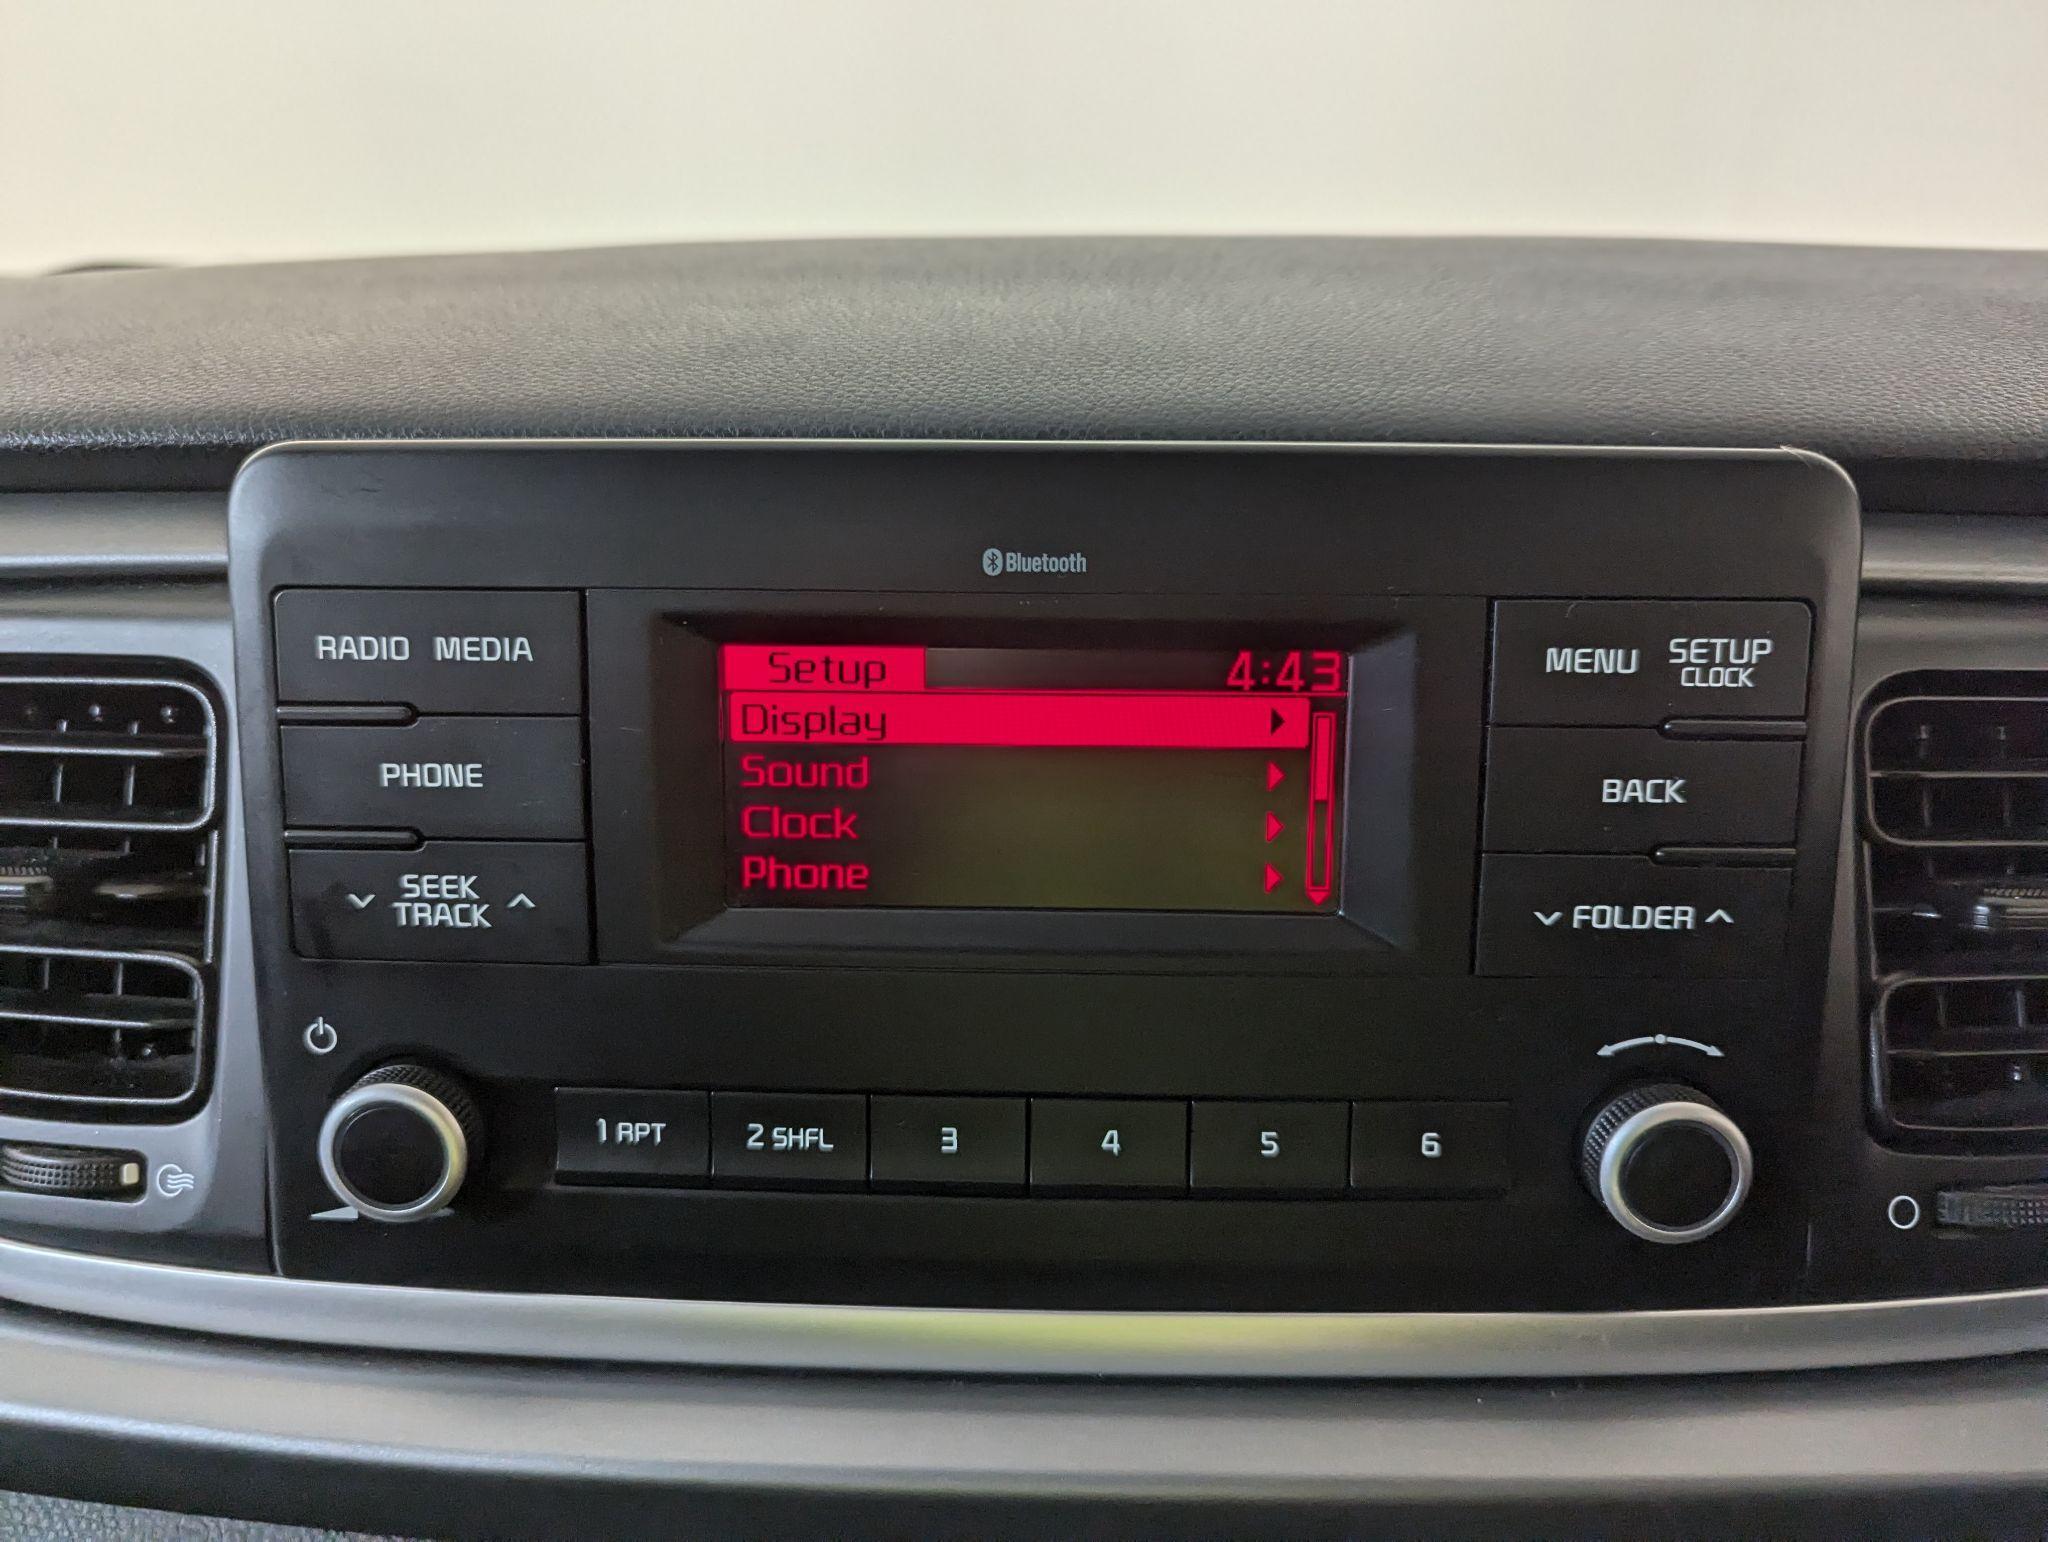 Bluetooth
RADIO MEDIA
PHONE
SEEK
TRACK
Setup 4:43
Display
Sound
Clock
Phone
MENU SETUP
CLOCK
BACK
FOLDER
1 RPT 2 SHFL 3 4 5 6